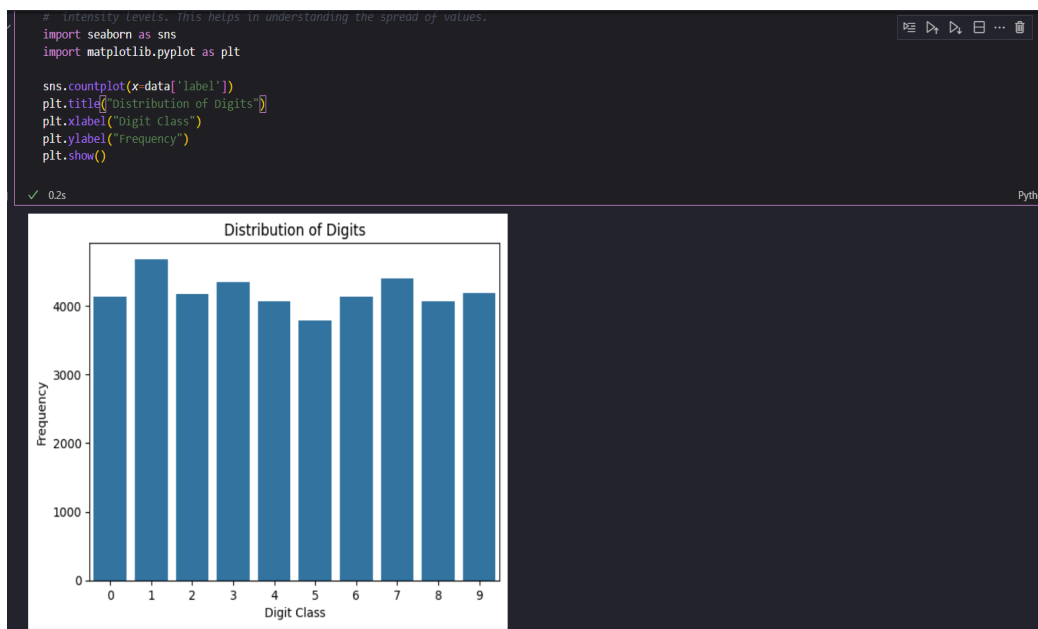 # intensity levels. This helps in understanding the spread of values.
import seaborn as sns
import matplotlib.pyplot as plt
sns.countplot(x=data['label'])
plt.title("Distribution of Digits")
plt.xlabel("Digit Class")
plt.ylabel("Frequency")
plt.show()
0.2s
Pyth
Distribution of Digits
Frequency
4000
3000
2000
1000
0
0 1 2 3 4 5 6 7 8 9
Digit Class